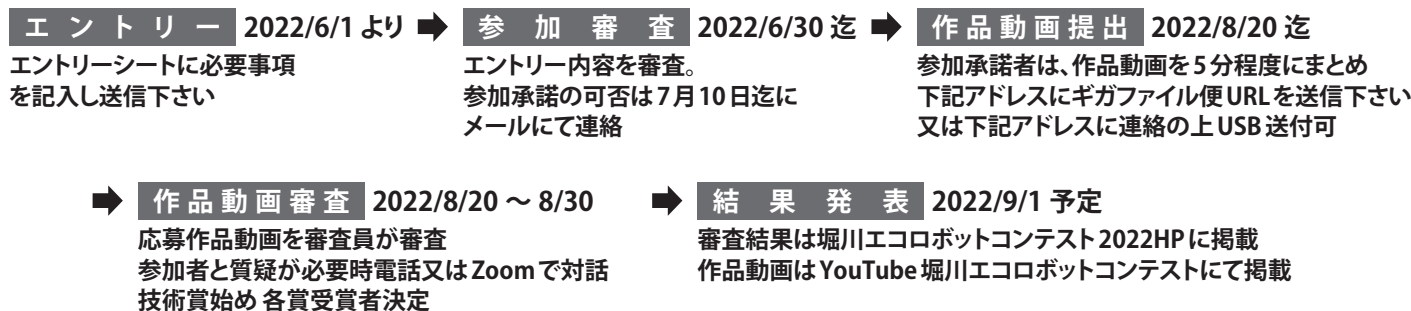 エントリー 2022/6/1 より ➡ 参加審査 2022/6/30 迄 ➡ 作品動画提出 2022/8/20 迄
エントリーシートに必要事項
を記入し送信下さい
エントリー内容を審査。
参加承諾の可否は7月10日迄に
メールにて連絡
参加承諾者は、作品動画を5分程度にまとめ
下記アドレスにギガファイル便URLを送信下さい
又は下記アドレスに連絡の上USB送付可
➡ 作品動画審査 2022/8/20 ～ 8/30 ➡ 結果発表 2022/9/1 予定
応募作品動画を審査員が審査
参加者と質疑が必要時電話又はZoomで対話
技術賞始め 各賞受賞者決定
審査結果は堀川エコロボットコンテスト2022HPに掲載
作品動画はYouTube堀川エコロボットコンテストにて掲載